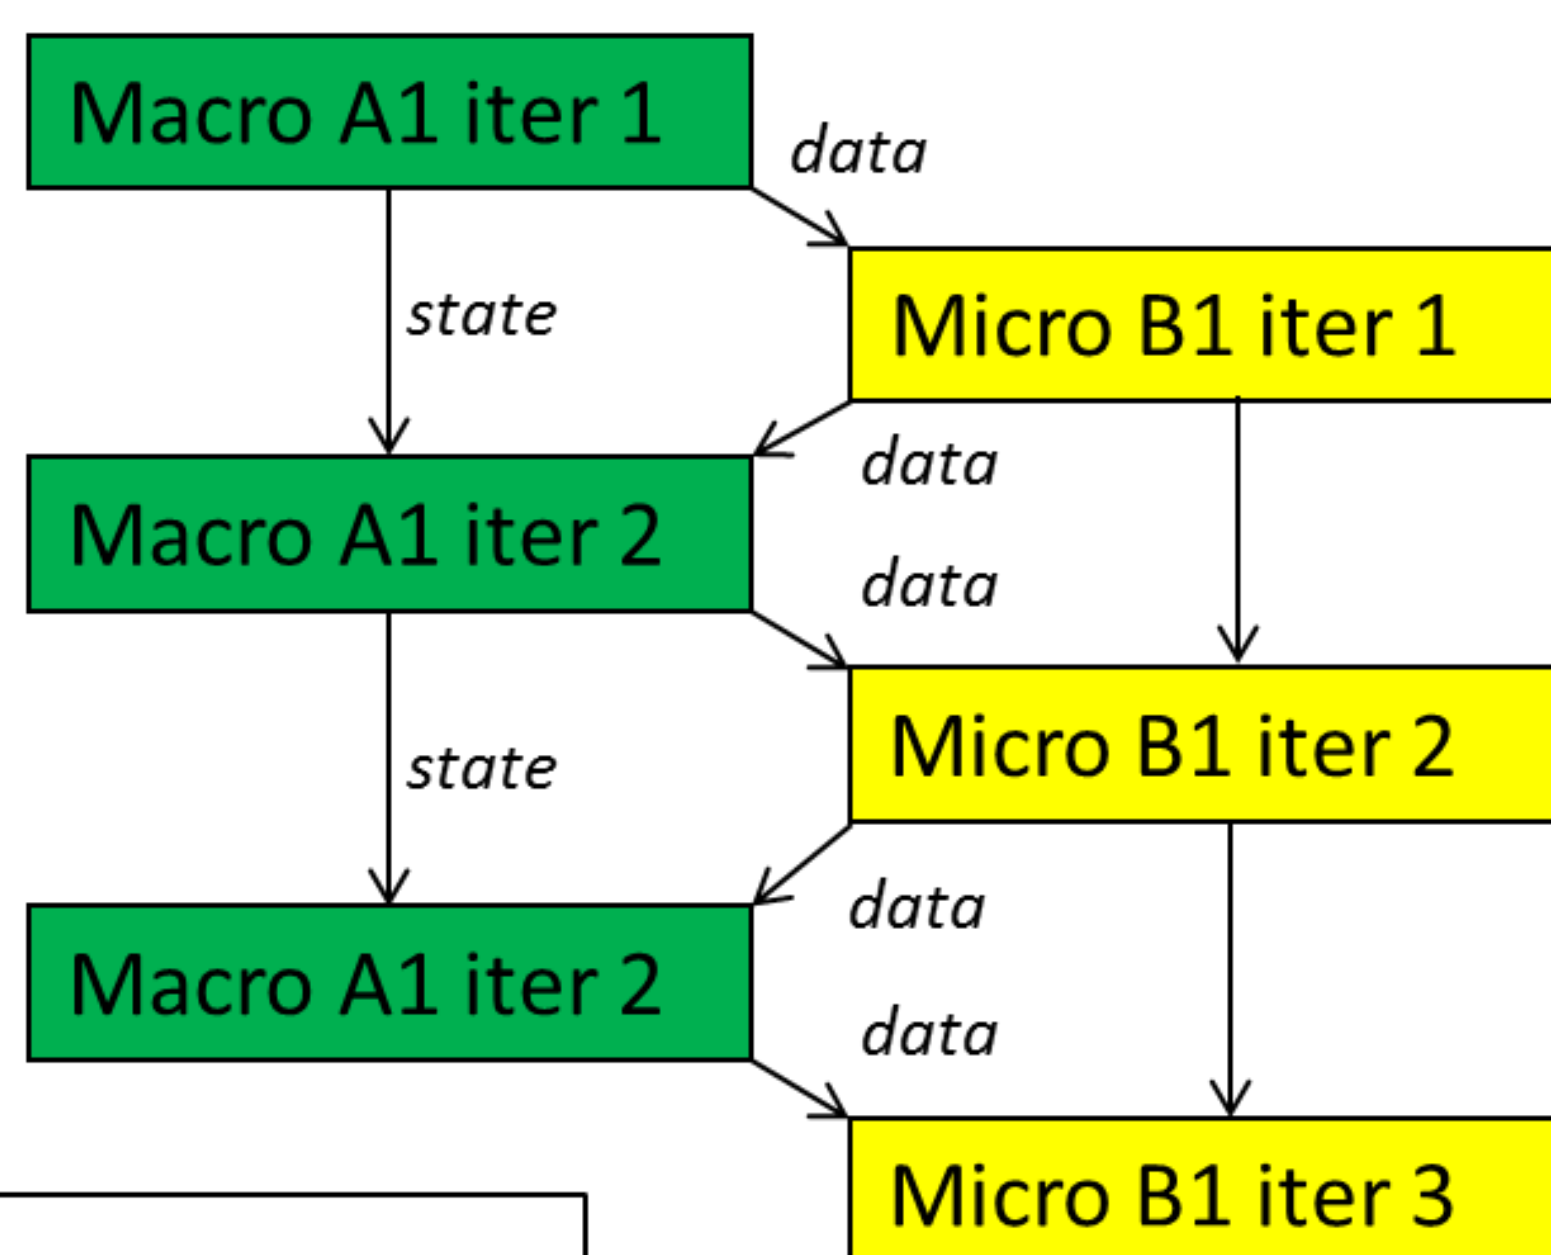 Macro A1 iter 1
data
Micro B1 iter 1
state
data
Macro A1 iter 2
data
Micro B1 iter 2
state
data
Macro A1 iter 2
data
Micro B1 iter 3